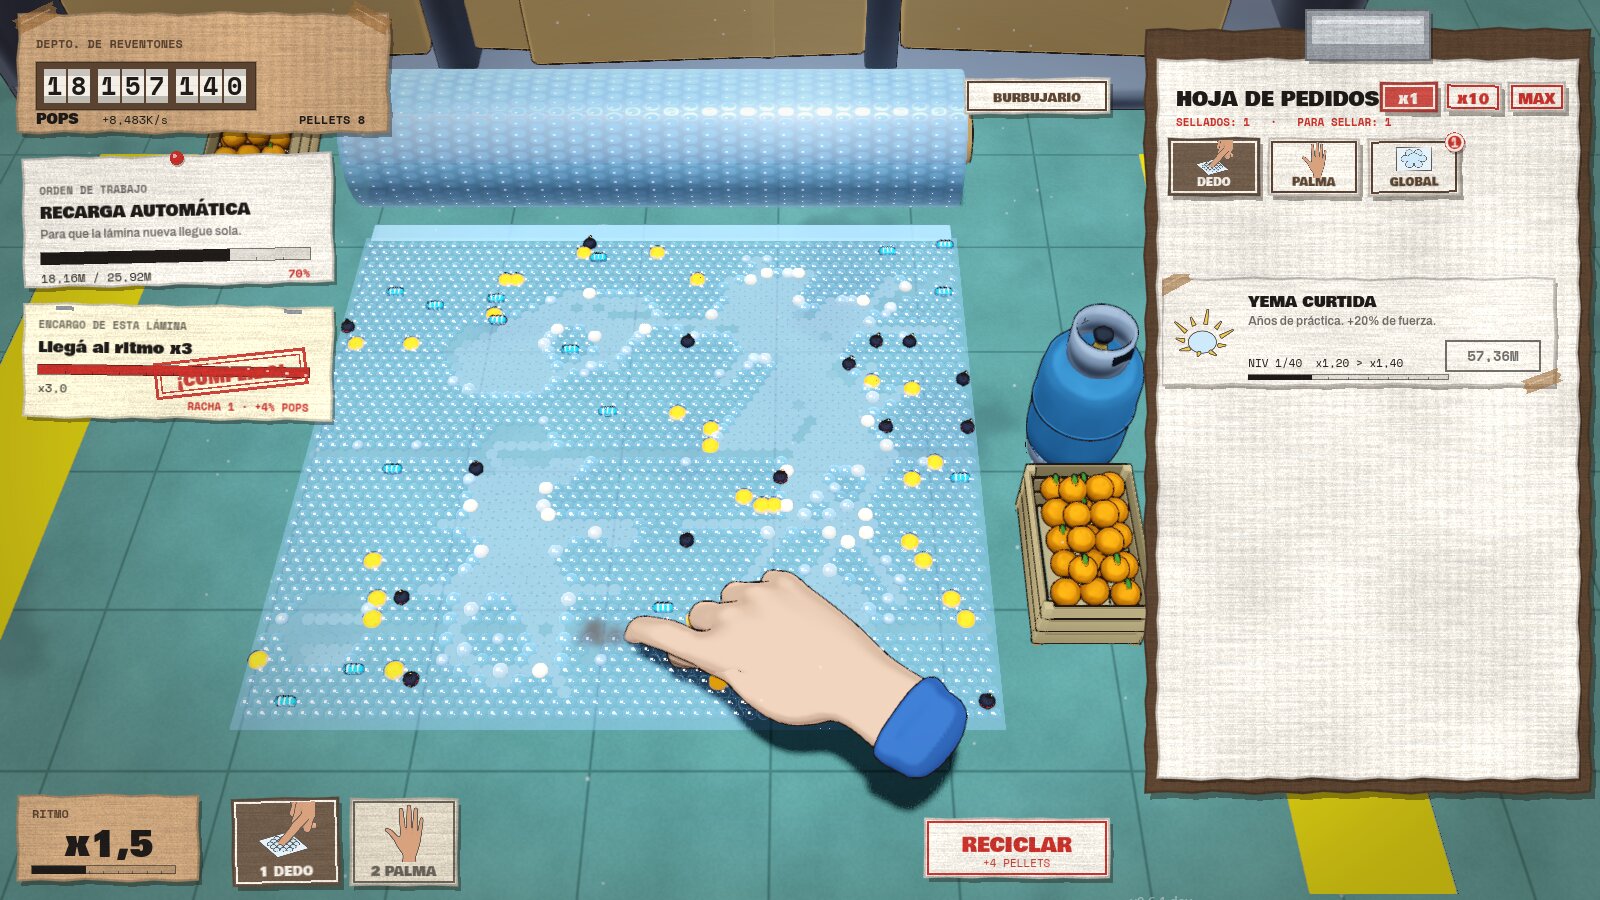 DEPTO. DE REVENTONES
18 157 140
POPS +8,483K/s PELLETS 8
ORDEN DE TRABAJO
RECARGA AUTOMÁTICA
Para que la lámina nueva llegue sola.
18,16M / 25,92M 70%
ENCARGO DE ESTA LÁMINA
Llegá al ritmo x3
x3,0
RACHA 1 · +4% POPS
BURBUJARIO
HOJA DE PEDIDOS x1 x10 MAX
SELLADOS: 1 · PARA SELLAR: 1
DEDO PALMA GLOBAL 1
YEMA CURTIDA
Años de práctica. +20% de fuerza.
NIV 1/40 x1,20 > x1,40 57.36M
RITMO
x1,5
1 DEDO 2 PALMA
RECICLAR
+4 PELLETS